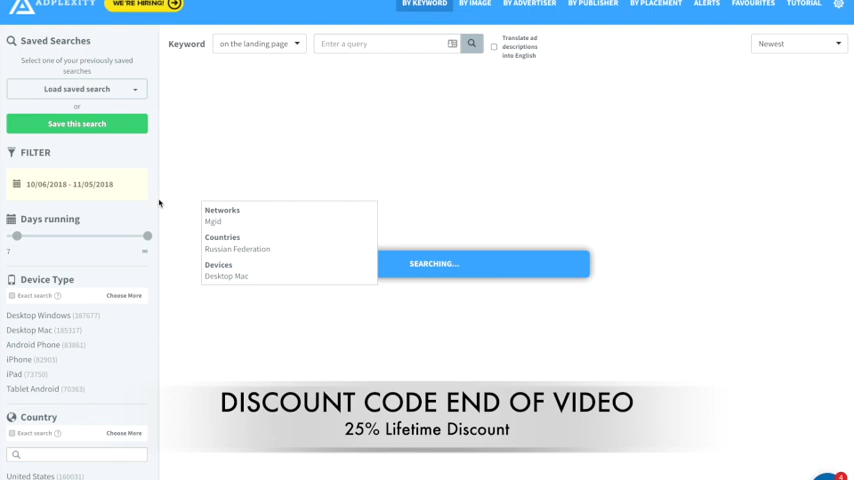 ADPLEXITY
WE'RE HIRING!
BY KEYWORD
BY IMAGE
BY ADVERTISER
BY PUBLISHER
BY PLACEMENT
ALERTS
FAVOURITES
TUTORIAL
Saved Searches
Select one of your previously saved
searches
Load saved search
or
Save this search
FILTER
10/06/2018 - 11/05/2018
Days running
7 ∞
Device Type
Exact search ? Choose More
Desktop Windows (387677)
Desktop Mac (185317)
Android Phone (83861)
iPhone (82903)
iPad (73750)
Tablet Android (70363)
Country
Exact search ? Choose More
United States (160031)
Keyword
on the landing page
Enter a query
Translate ad
descriptions
into English
Newest
Networks
Mgid
Countries
Russian Federation
Devices
Desktop Mac
SEARCHING...
DISCOUNT CODE END OF VIDEO
25% Lifetime Discount
4